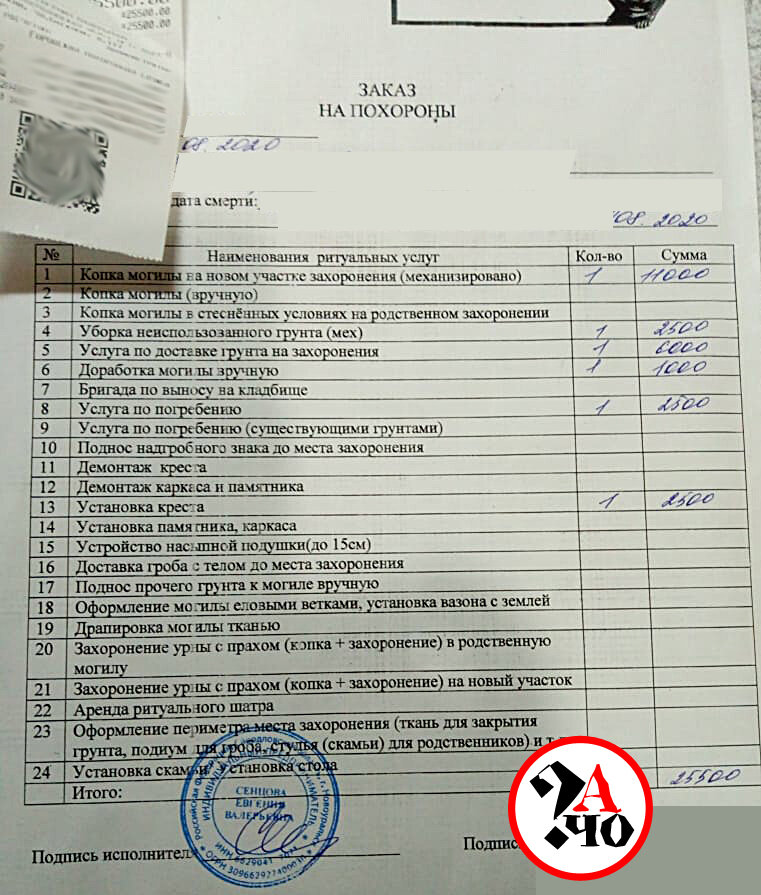 =25500.00
=25500.00
ЗАКАЗ
НА ПОХОРОНЫ
08. 2020
дата смерти:
08. 2020
№ Наименования ритуальных услуг Кол-во Сумма
1 Копка могилы на новом участке захоронения (механизировано) 1 11000
2 Копка могилы (вручную)
3 Копка могилы в стеснённых условиях на родственном захоронении
4 Уборка неиспользованного грунта (мех) 1 2500
5 Услуга по доставке грунта на захоронения 1 6000
6 Доработка могилы вручную 1 1000
7 Бригада по выносу на кладбище
8 Услуга по погребению 1 2500
9 Услуга по погребению (существующими грунтами)
10 Поднос надгробного знака до места захоронения
11 Демонтаж креста
12 Демонтаж каркаса и памятника
13 Установка креста 1 2500
14 Установка памятника, каркаса
15 Устройство насыпной подушки(до 15см)
16 Доставка гроба с телом до места захоронения
17 Поднос прочего грунта к могиле вручную
18 Оформление могилы еловыми ветками, установка вазона с землей
19 Драпировка могилы тканью
20 Захоронение урны с прахом (копка + захоронение) в родственную
могилу
21 Захоронение урны с прахом (копка + захоронение) на новый участок
22 Аренда ритуального шатра
23 Оформление периметра места захоронения (ткань для закрытия
грунта, подиум для гроба, стулья (скамьи) для родственников) и т.
24 Установка скамьи, установка стола
Итого: 25500
ИНДИВИДУАЛЬНЫЙ ПРЕДПРИНИМАТЕЛЬ
СЕНЦОВА
ЕВГЕНИЯ
ВАЛЕРЬЕВНА
?А
ЧО
Подпись исполнител
Подпис